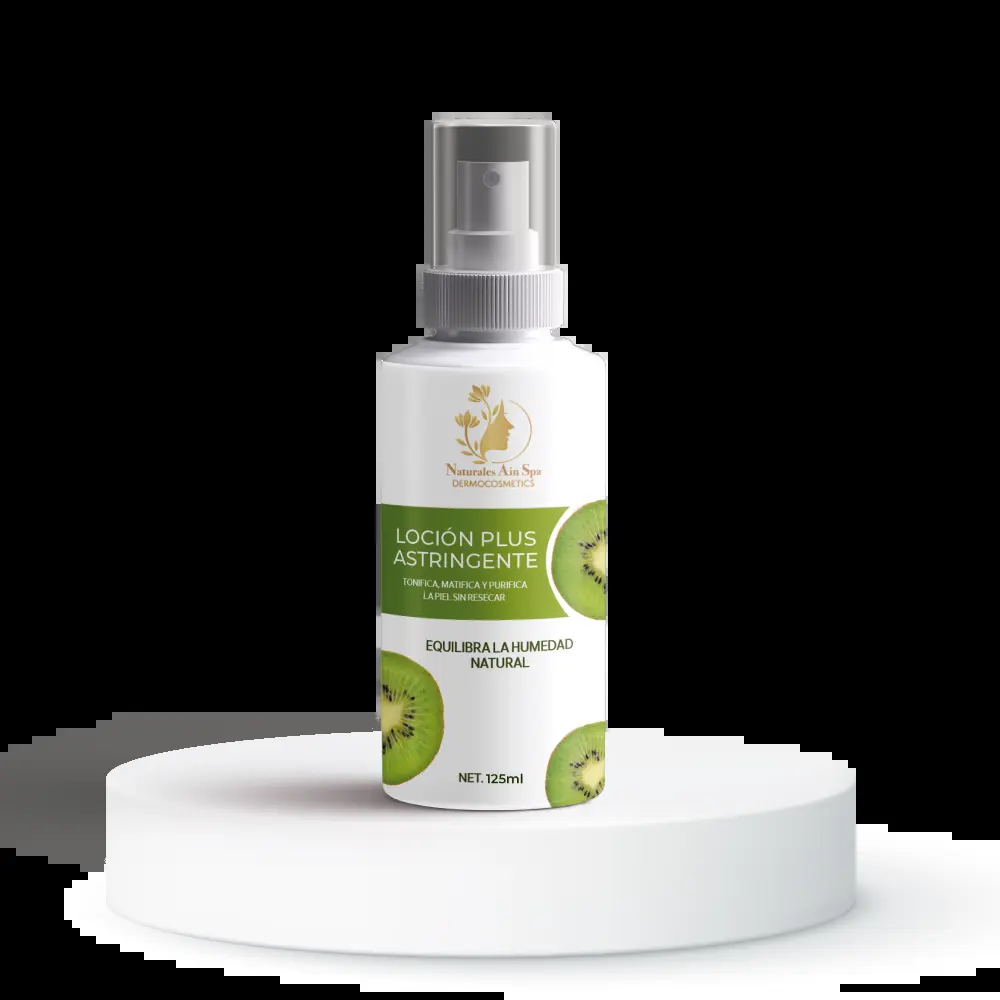 Naturales Ain Spa
DERMOCOSMETICS
LOCIÓN PLUS
ASTRINGENTE
TONIFICA, MATIFICA Y PURIFICA
LA PIEL SIN RESECAR
EQUILIBRA LA HUMEDAD
NATURAL
NET. 125ml